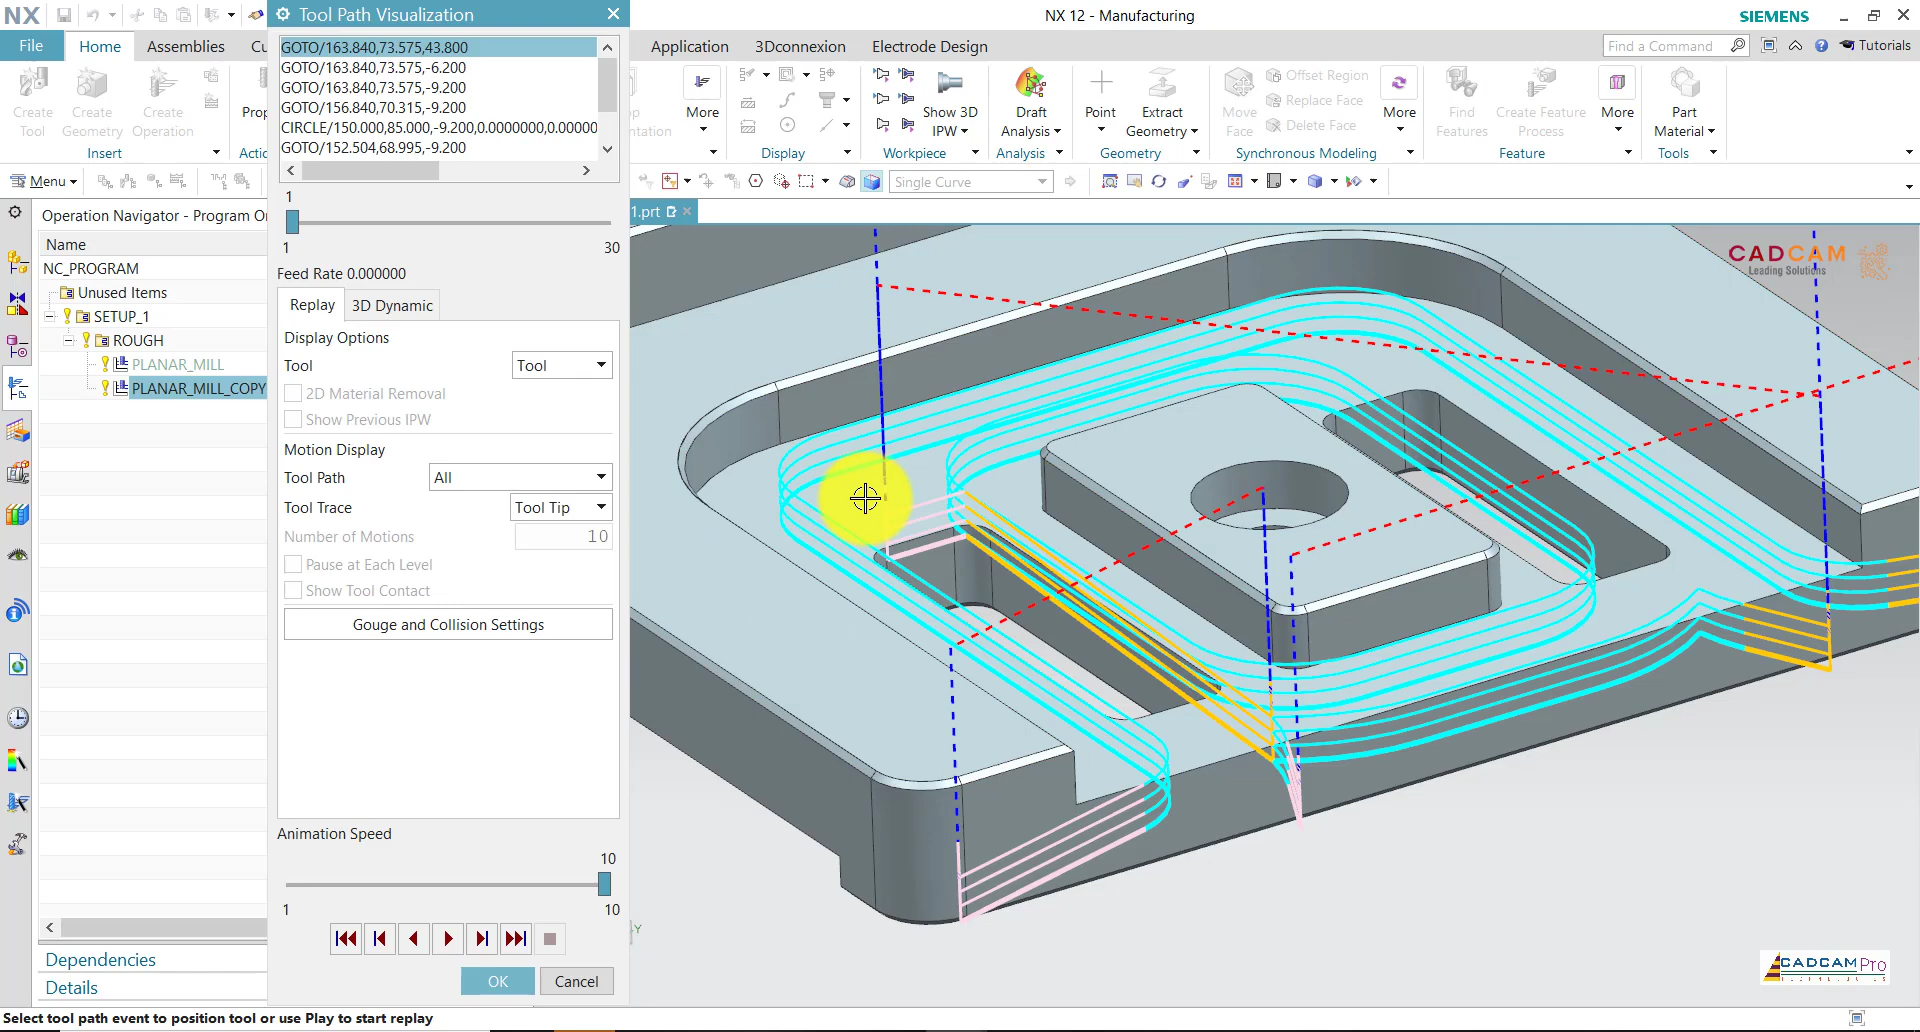 NX
Tool Path Visualization
NX 12 - Manufacturing
SIEMENS
File
Home
Assemblies
Application
3Dconnexion
Electrode Design
Find a Command
Tutorials
Create Tool
Create Geometry
Create Operation
Insert
More
Display
Show 3D IPW
Workpiece
Draft Analysis
Analysis
Point
Extract Geometry
Geometry
Move Face
Offset Region
Replace Face
Delete Face
More
Synchronous Modeling
Find Features
Create Feature Process
More
Feature
Part Material
Tools
Menu
Single Curve
GOTO/163.840,73.575,43.800
GOTO/163.840,73.575,-6.200
GOTO/163.840,73.575,-9.200
GOTO/156.840,70.315,-9.200
CIRCLE/150.000,85.000,-9.200,0.0000000,0.00000
GOTO/152.504,68.995,-9.200
1
1
30
Feed Rate 0.000000
Replay
3D Dynamic
Display Options
Tool
Tool
2D Material Removal
Show Previous IPW
Motion Display
Tool Path
All
Tool Trace
Tool Tip
Number of Motions
10
Pause at Each Level
Show Tool Contact
Gouge and Collision Settings
Animation Speed
10
1
10
OK
Cancel
Operation Navigator - Program Or
Name
NC_PROGRAM
Unused Items
SETUP_1
ROUGH
PLANAR_MILL
PLANAR_MILL_COPY
Dependencies
Details
1.prt
CADCAM
Leading Solutions
Y
CADCAM Pro
Select tool path event to position tool or use Play to start replay